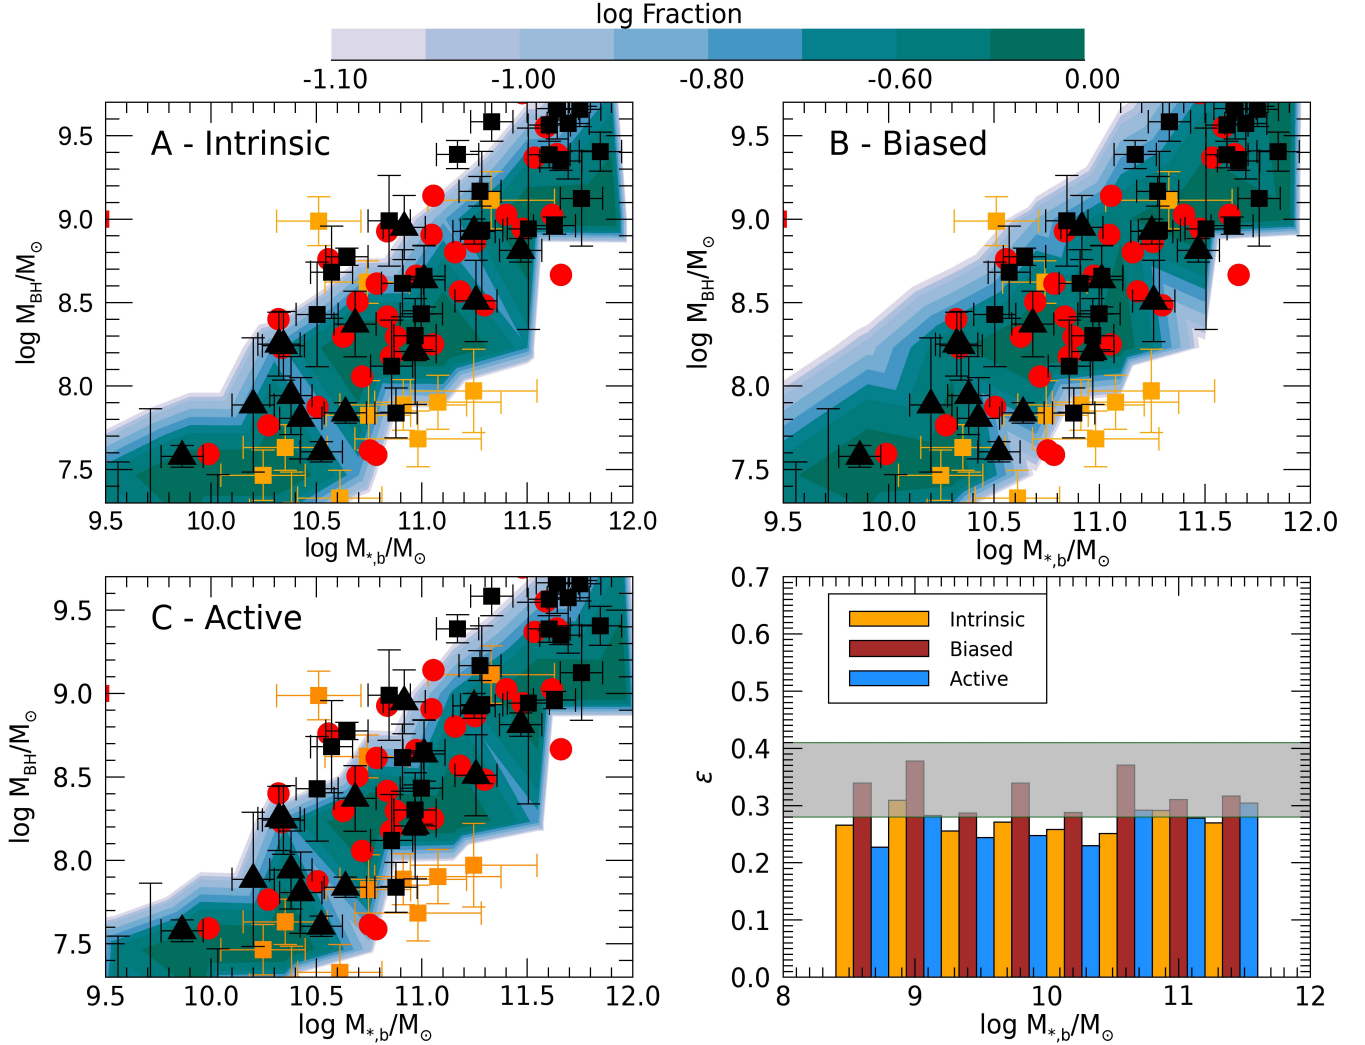 log Fraction
-1.10 -1.00 -0.80 -0.60 0.00
A - Intrinsic
9.5
9.0
8.5
8.0
7.5
log M_BH/M_⊙
9.5 10.0 10.5 11.0 11.5 12.0
log M_*,b/M_⊙
B - Biased
9.5
9.0
8.5
8.0
7.5
log M_BH/M_⊙
9.5 10.0 10.5 11.0 11.5 12.0
log M_*,b/M_⊙
C - Active
9.5
9.0
8.5
8.0
7.5
log M_BH/M_⊙
9.5 10.0 10.5 11.0 11.5 12.0
log M_*,b/M_⊙
0.7
0.6
0.5
0.4
0.3
0.2
0.1
0.0
ε
Intrinsic
Biased
Active
8 9 10 11 12
log M_*,b/M_⊙